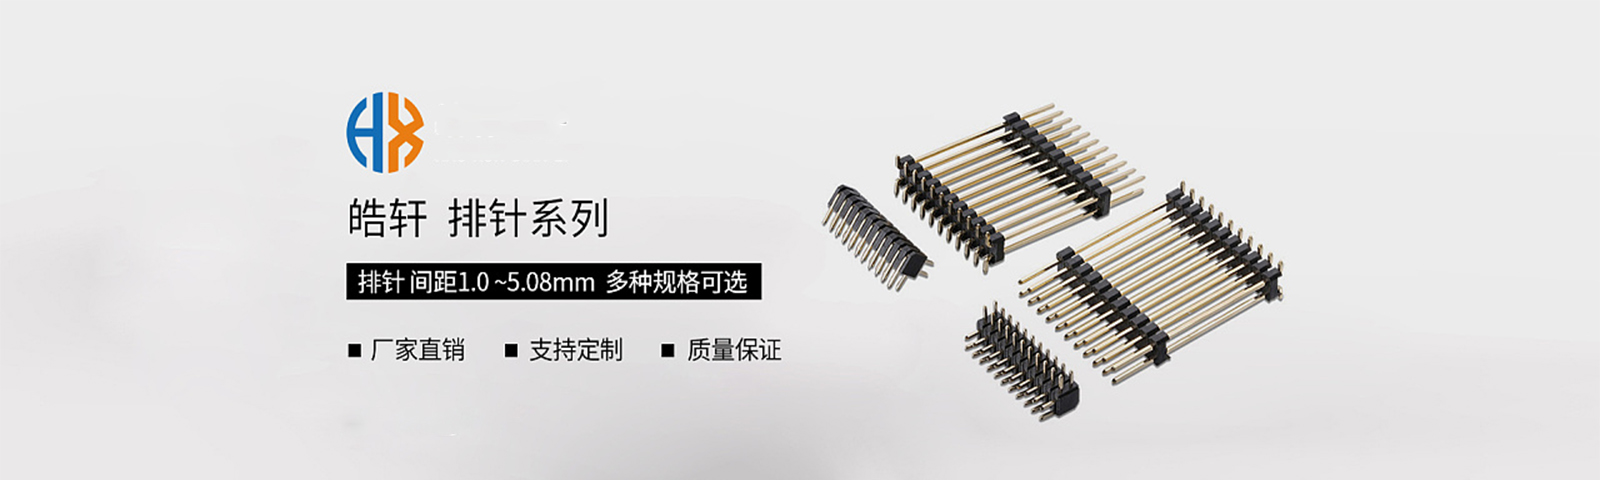 HX
皓轩 排针系列
排针 间距1.0 ~5.08mm 多种规格可选
■ 厂家直销 ■ 支持定制 ■ 质量保证